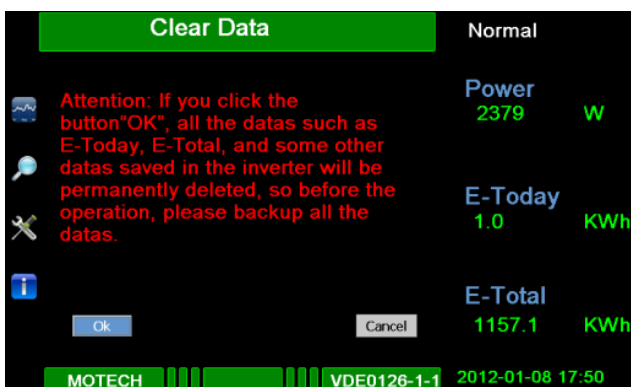 Clear Data
Normal
Attention: If you click the
button"OK", all the datas such as
E-Today, E-Total, and some other
datas saved in the inverter will be
permanently deleted, so before the
operation, please backup all the
datas.
Ok
Cancel
Power
2379 W
E-Today
1.0 KWh
E-Total
1157.1 KWh
MOTECH
VDE0126-1-1
2012-01-08 17:50